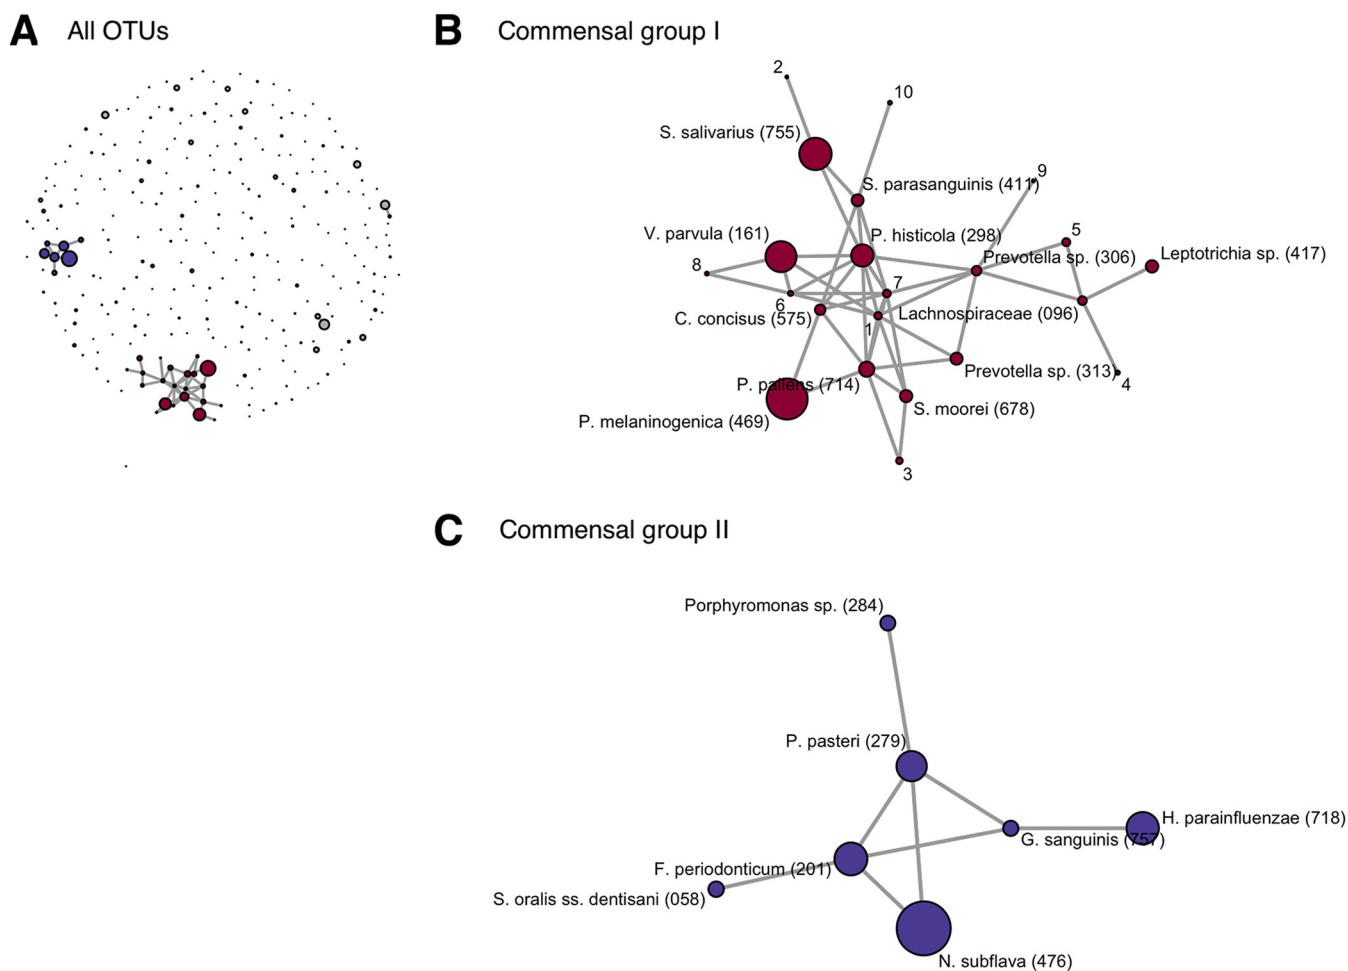 A All OTUs
B Commensal group I
2
10
S. salivarius (755)
S. parasanguinis (411)
9
V. parvula (161)
P. histicola (298)
5
Prevotella sp. (306)
Leptotrichia sp. (417)
8
7
6
C. concisus (575)
Lachnospiraceae (096)
1
Prevotella sp. (313)
4
P. pallens (714)
S. moorei (678)
P. melaninogenica (469)
3
C Commensal group II
Porphyromonas sp. (284)
P. pasteri (279)
H. parainfluenzae (718)
G. sanguinis (757)
F. periodonticum (201)
S. oralis ss. dentisani (058)
N. subflava (476)